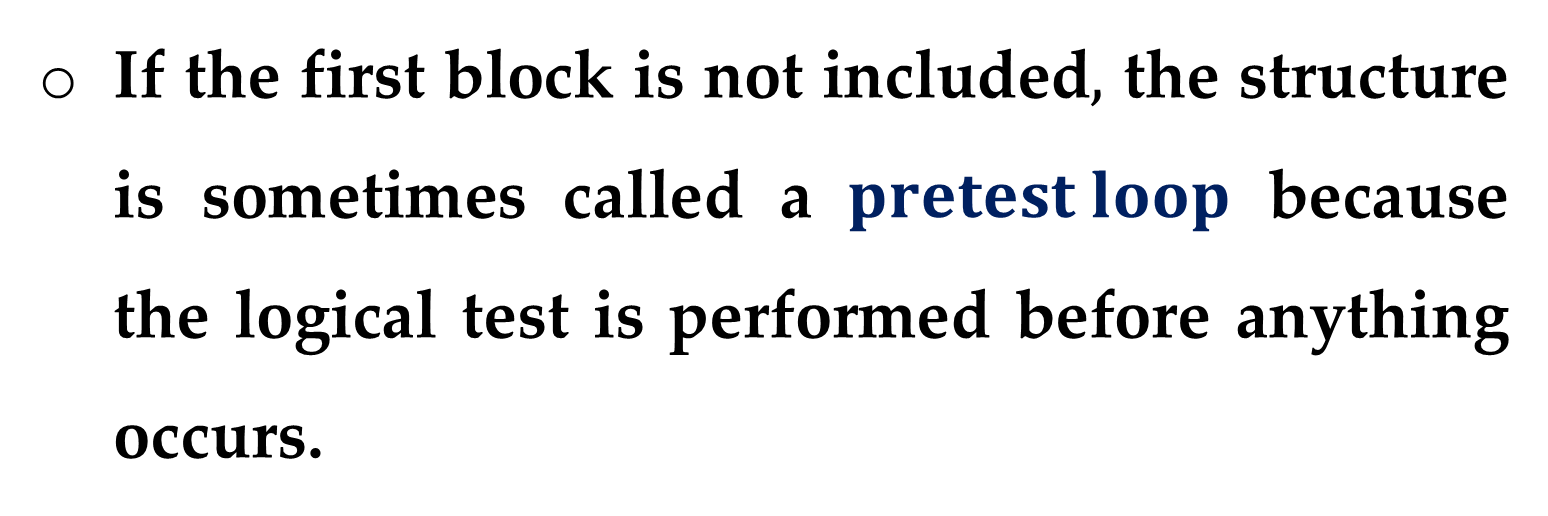 ○ If the first block is not included, the structure
is sometimes called a pretest loop because
the logical test is performed before anything
occurs.